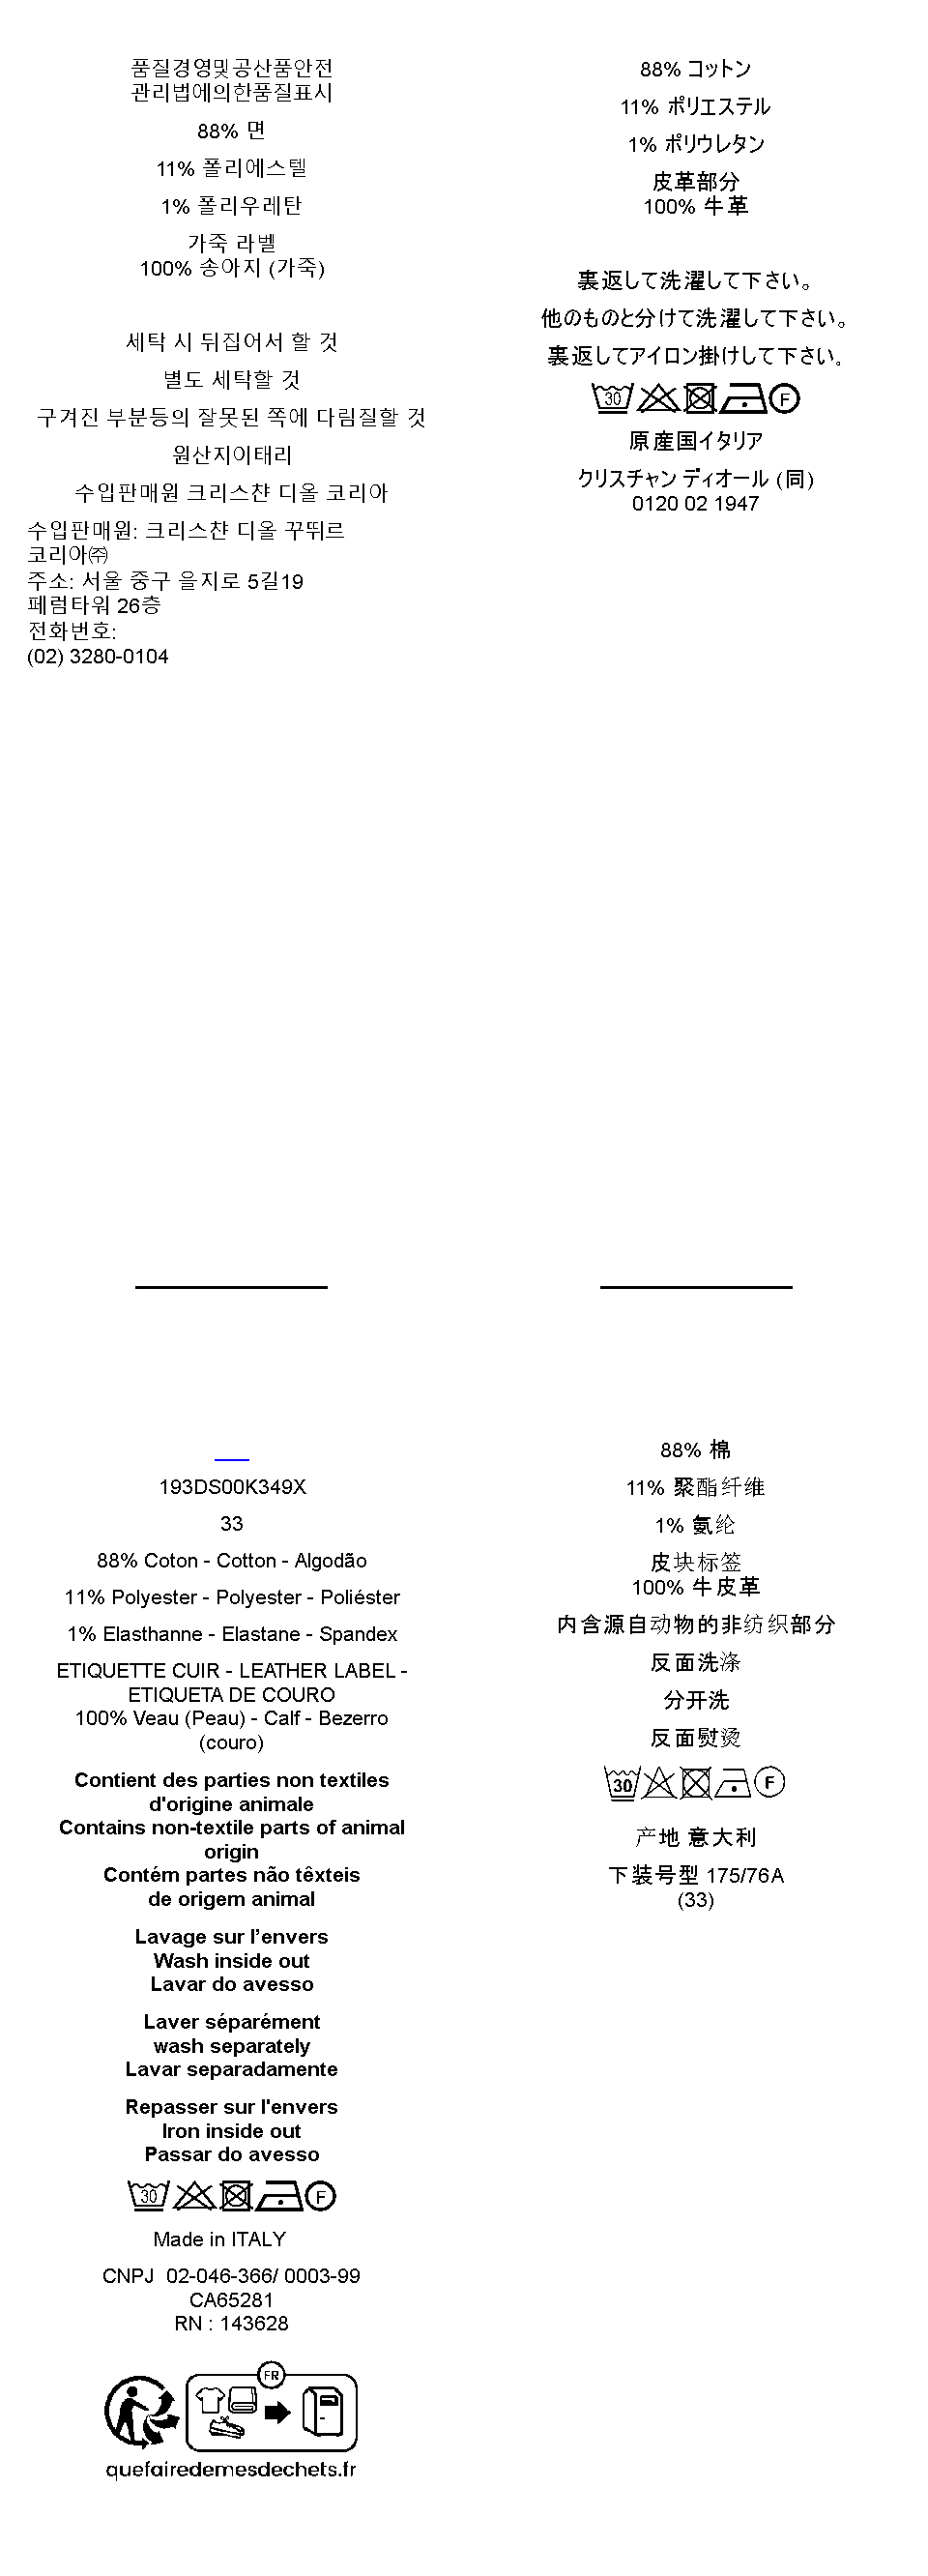 품질경영및공산품안전
관리법에의한품질표시
88% 면
11% 폴리에스텔
1% 폴리우레탄
가죽 라벨
100% 송아지 (가죽)
세탁 시 뒤집어서 할 것
별도 세탁할 것
구겨진 부분등의 잘못된 쪽에 다림질할 것
원산지이태리
수입판매원 크리스챤 디올 코리아
수입판매원: 크리스챤 디올 꾸뛰르
코리아㈜
주소: 서울 중구 을지로 5길19
페럼타워 26층
전화번호:
(02) 3280-0104
88% コットン
11% ポリエステル
1% ポリウレタン
皮革部分
100% 牛革
裏返して洗濯して下さい。
他のものと分けて洗濯して下さい。
裏返してアイロン掛けして下さい。
30 F
原産国イタリア
クリスチャン ディオール (同)
0120 02 1947
193DS00K349X
33
88% Coton - Cotton - Algodão
11% Polyester - Polyester - Poliéster
1% Elasthanne - Elastane - Spandex
ETIQUETTE CUIR - LEATHER LABEL -
ETIQUETA DE COURO
100% Veau (Peau) - Calf - Bezerro
(couro)
Contient des parties non textiles
d'origine animale
Contains non-textile parts of animal
origin
Contém partes não têxteis
de origem animal
Lavage sur l’envers
Wash inside out
Lavar do avesso
Laver séparément
wash separately
Lavar separadamente
Repasser sur l'envers
Iron inside out
Passar do avesso
30 F
Made in ITALY
CNPJ 02-046-366/ 0003-99
CA65281
RN : 143628
FR
quefairedemesdechets.fr
88% 棉
11% 聚酯纤维
1% 氨纶
皮块标签
100% 牛皮革
内含源自动物的非纺织部分
反面洗涤
分开洗
反面熨烫
30 F
产地 意大利
下装号型 175/76A
(33)